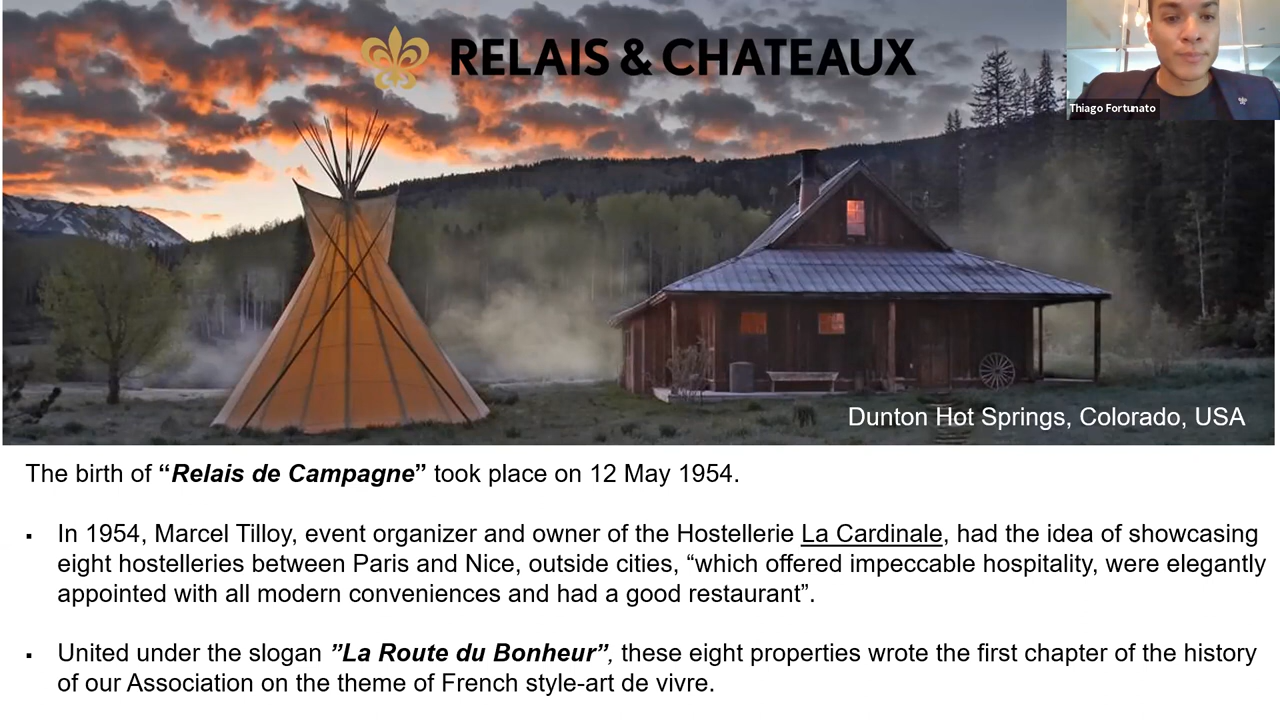 RELAIS & CHATEAUX
Thiago Fortunato
Dunton Hot Springs, Colorado, USA
The birth of “Relais de Campagne” took place on 12 May 1954.
▪ In 1954, Marcel Tilloy, event organizer and owner of the Hostellerie La Cardinale, had the idea of showcasing
eight hostelleries between Paris and Nice, outside cities, “which offered impeccable hospitality, were elegantly
appointed with all modern conveniences and had a good restaurant”.
▪ United under the slogan ”La Route du Bonheur”, these eight properties wrote the first chapter of the history
of our Association on the theme of French style-art de vivre.